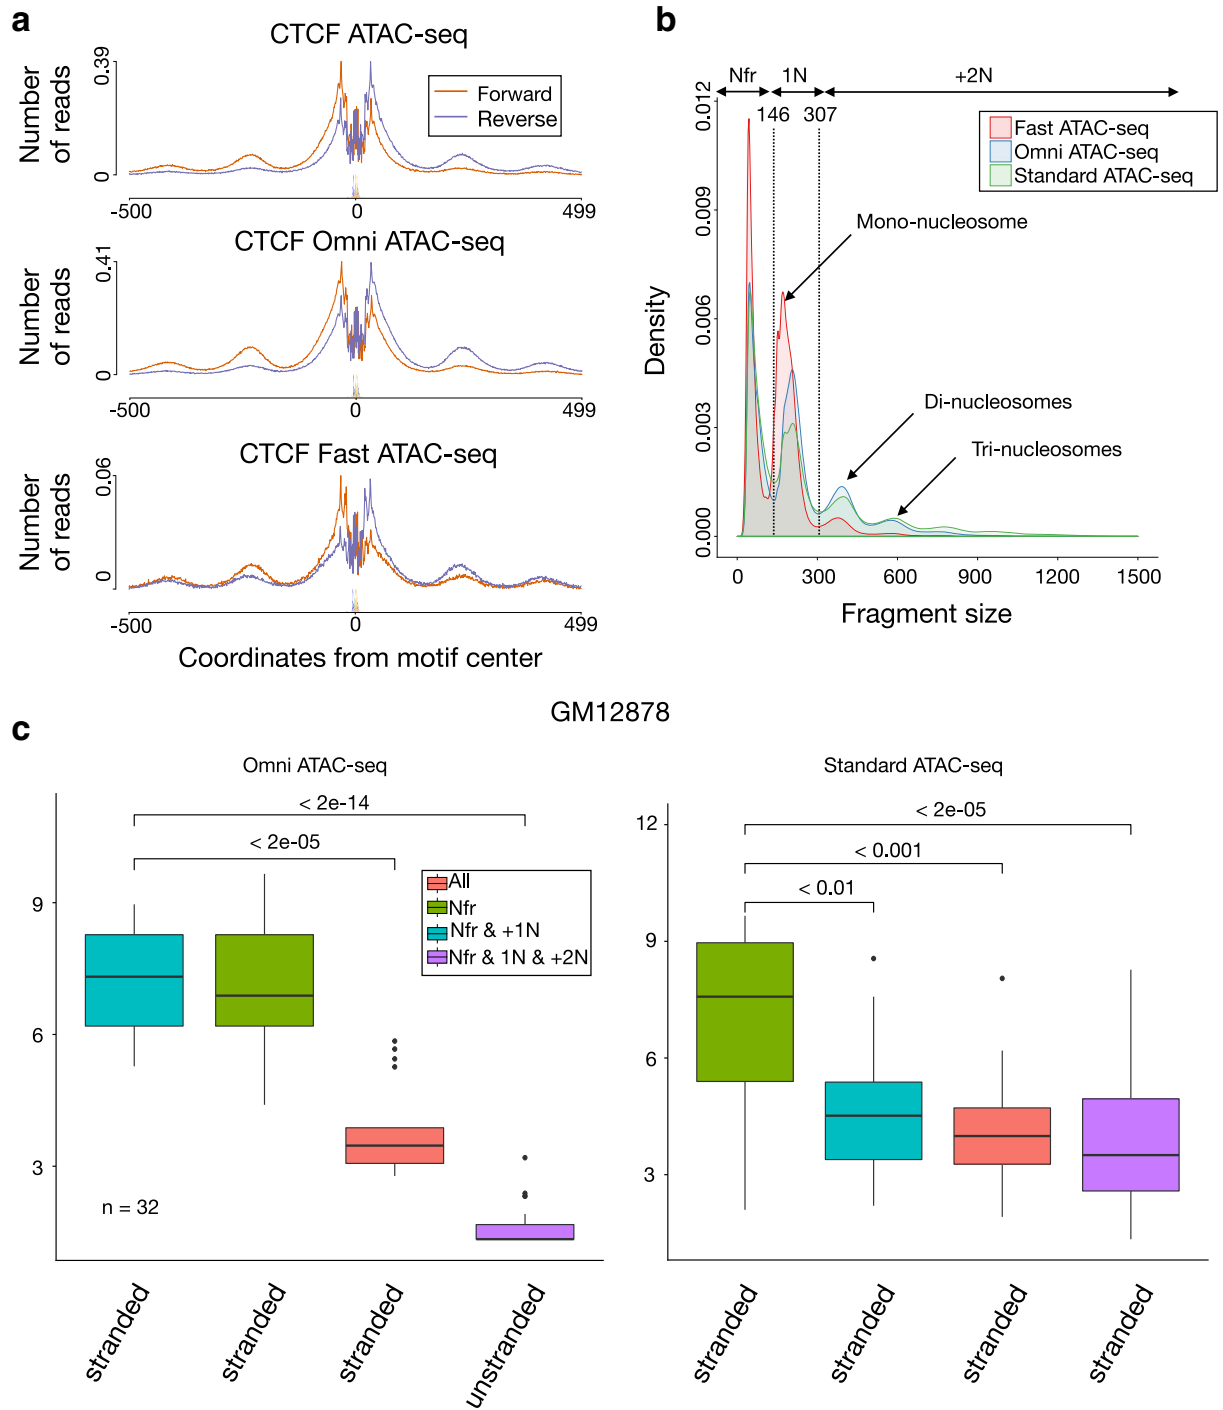 a
CTCF ATAC-seq
Number
of reads
0.39
0
Forward
Reverse
-500
0
499
CTCF Omni ATAC-seq
Number
of reads
0.41
0
-500
0
499
CTCF Fast ATAC-seq
Number
of reads
0.06
0
-500
0
499
Coordinates from motif center
b
Nfr
1N
+2N
146
307
Fast ATAC-seq
Omni ATAC-seq
Standard ATAC-seq
Mono-nucleosome
Di-nucleosomes
Tri-nucleosomes
Density
0.012
0.009
0.006
0.003
0.000
0
300
600
900
1200
1500
Fragment size
c
GM12878
Omni ATAC-seq
< 2e-14
< 2e-05
All
Nfr
Nfr & +1N
Nfr & 1N & +2N
9
6
3
n = 32
stranded
stranded
stranded
unstranded
Standard ATAC-seq
< 2e-05
< 0.001
< 0.01
12
9
6
3
stranded
stranded
stranded
stranded